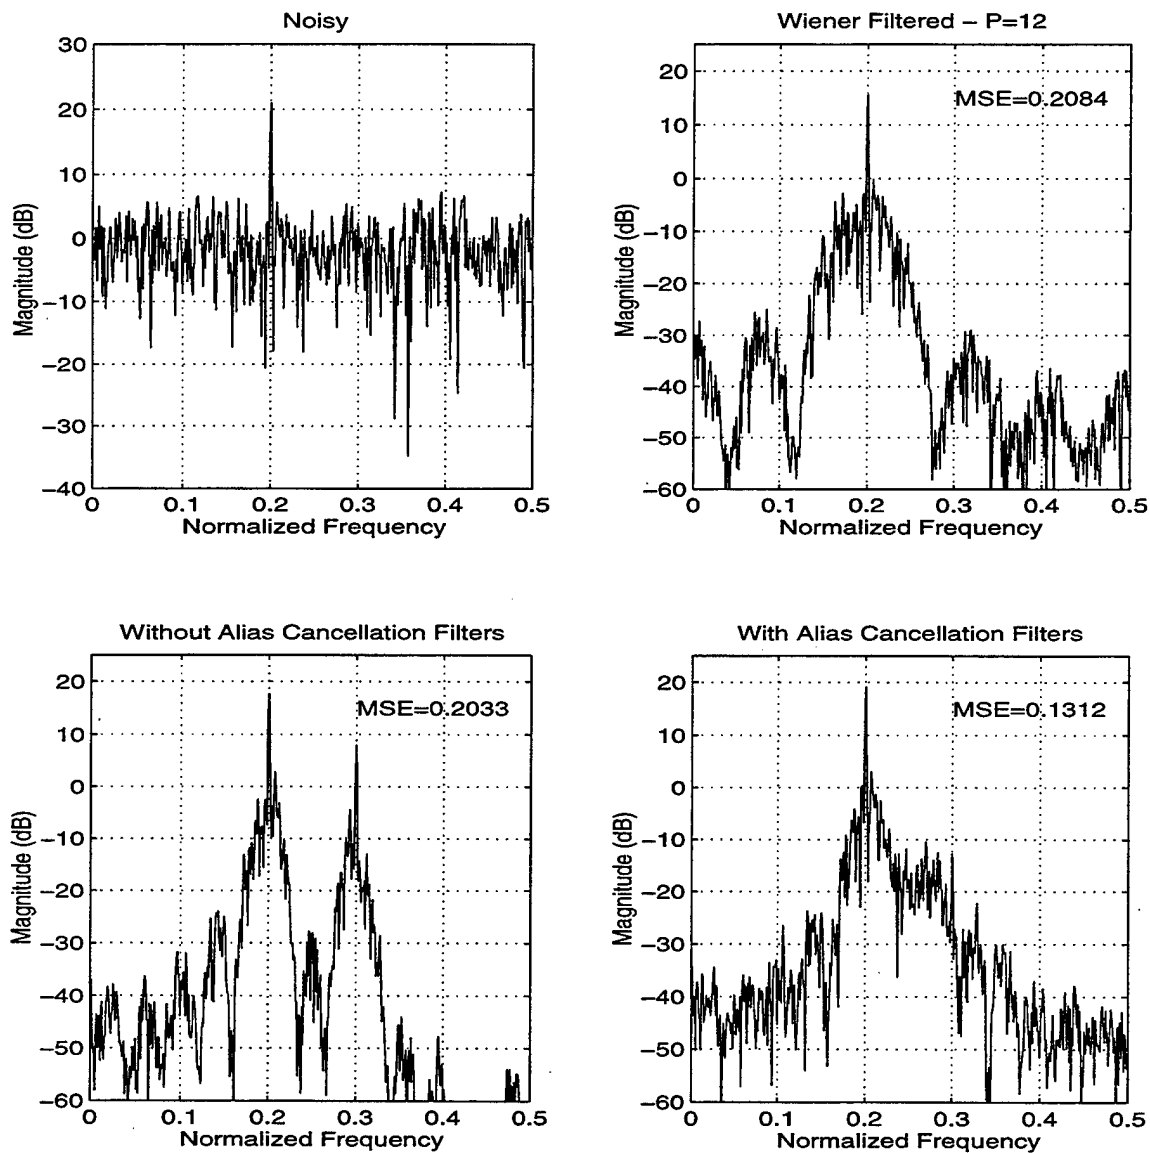 Noisy
30
20
10
0
−10
−20
−30
−40
Magnitude (dB)
0 0.1 0.2 0.3 0.4 0.5
Normalized Frequency
Wiener Filtered − P=12
MSE=0.2084
20
10
0
−10
−20
−30
−40
−50
−60
Magnitude (dB)
0 0.1 0.2 0.3 0.4 0.5
Normalized Frequency
Without Alias Cancellation Filters
MSE=0.2033
20
10
0
−10
−20
−30
−40
−50
−60
Magnitude (dB)
0 0.1 0.2 0.3 0.4 0.5
Normalized Frequency
With Alias Cancellation Filters
MSE=0.1312
20
10
0
−10
−20
−30
−40
−50
−60
Magnitude (dB)
0 0.1 0.2 0.3 0.4 0.5
Normalized Frequency